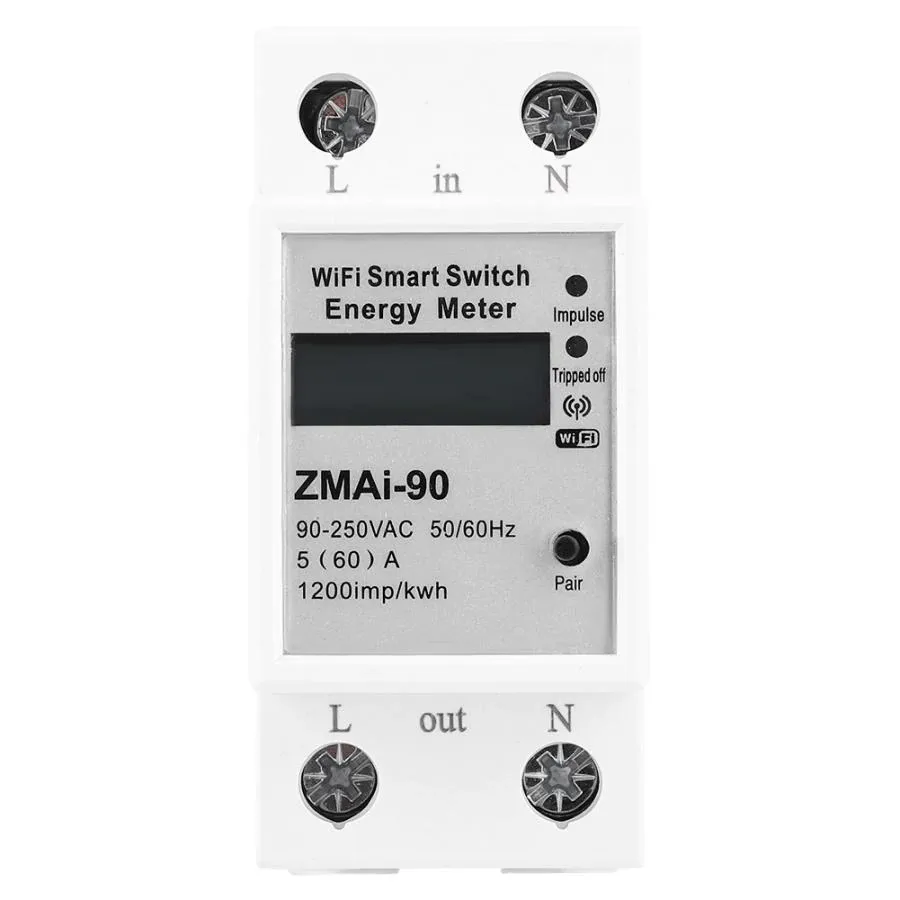 L in N
WiFi Smart Switch
Energy Meter
Impulse
Tripped off
WiFi
ZMAi-90
90-250VAC 50/60Hz
5 (60) A
1200imp/kwh
Pair
L out N